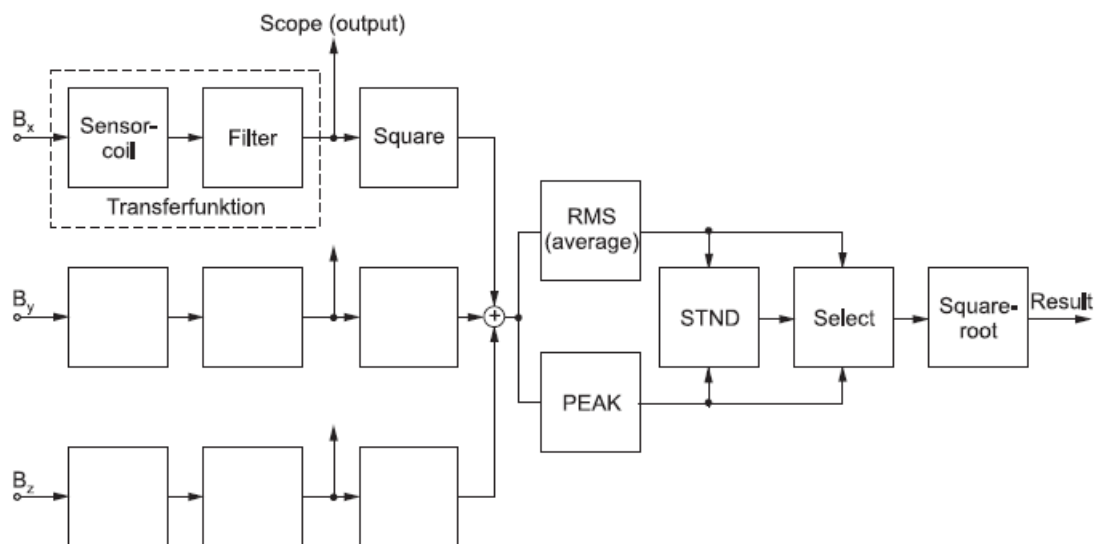 Scope (output)
Bx
Sensor-
coil
Filter
Square
Transferfunktion
RMS
(average)
By
+
STND
Select
Square-
root
Result
PEAK
Bz